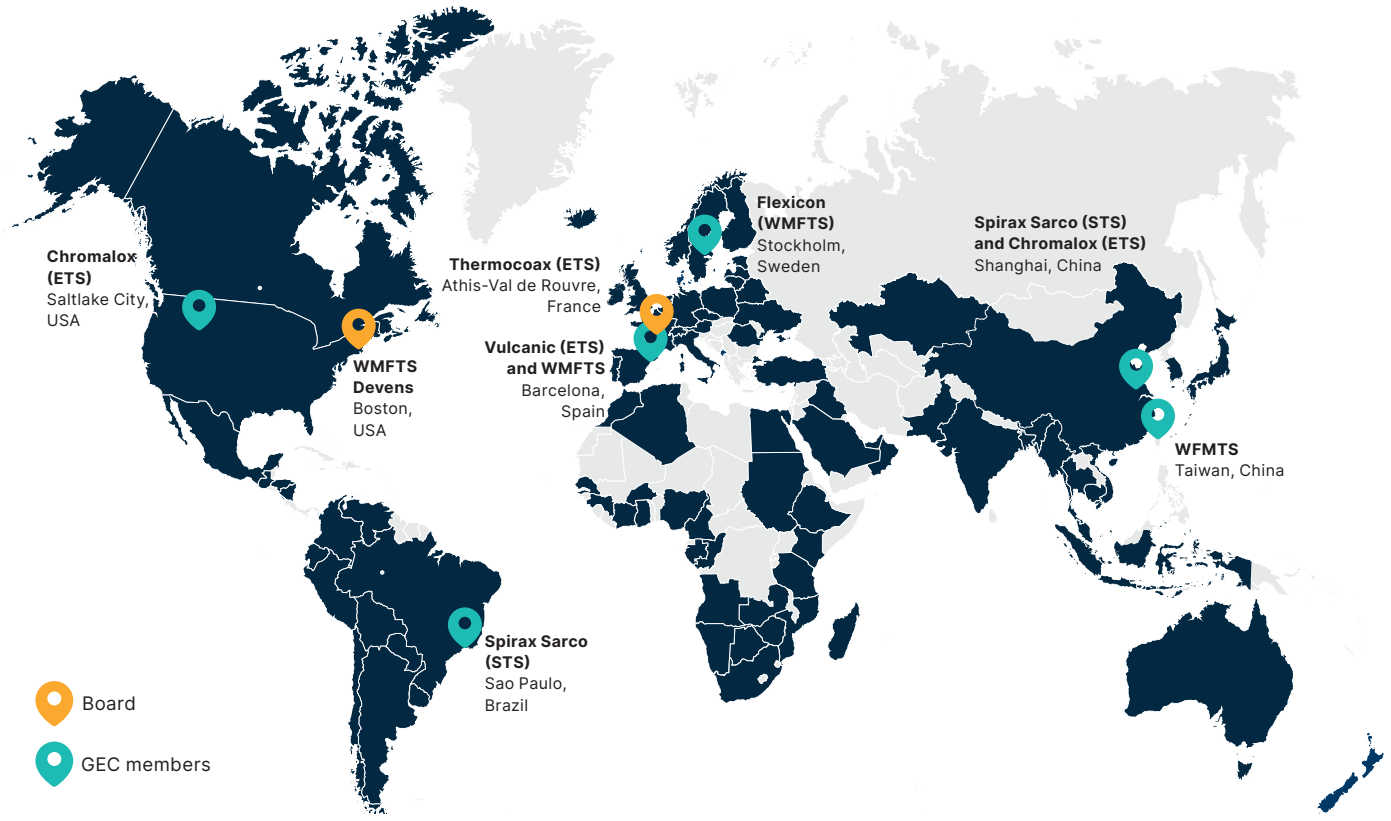 Chromalox
(ETS)
Saltlake City,
USA
WMFTS
Devens
Boston,
USA
Thermocoax (ETS)
Athis-Val de Rouvre,
France
Vulcanic (ETS)
and WMFTS
Barcelona,
Spain
Flexicon
(WMFTS)
Stockholm,
Sweden
Spirax Sarco (STS)
and Chromalox (ETS)
Shanghai, China
WFMTS
Taiwan, China
Spirax Sarco
(STS)
Sao Paulo,
Brazil
Board
GEC members